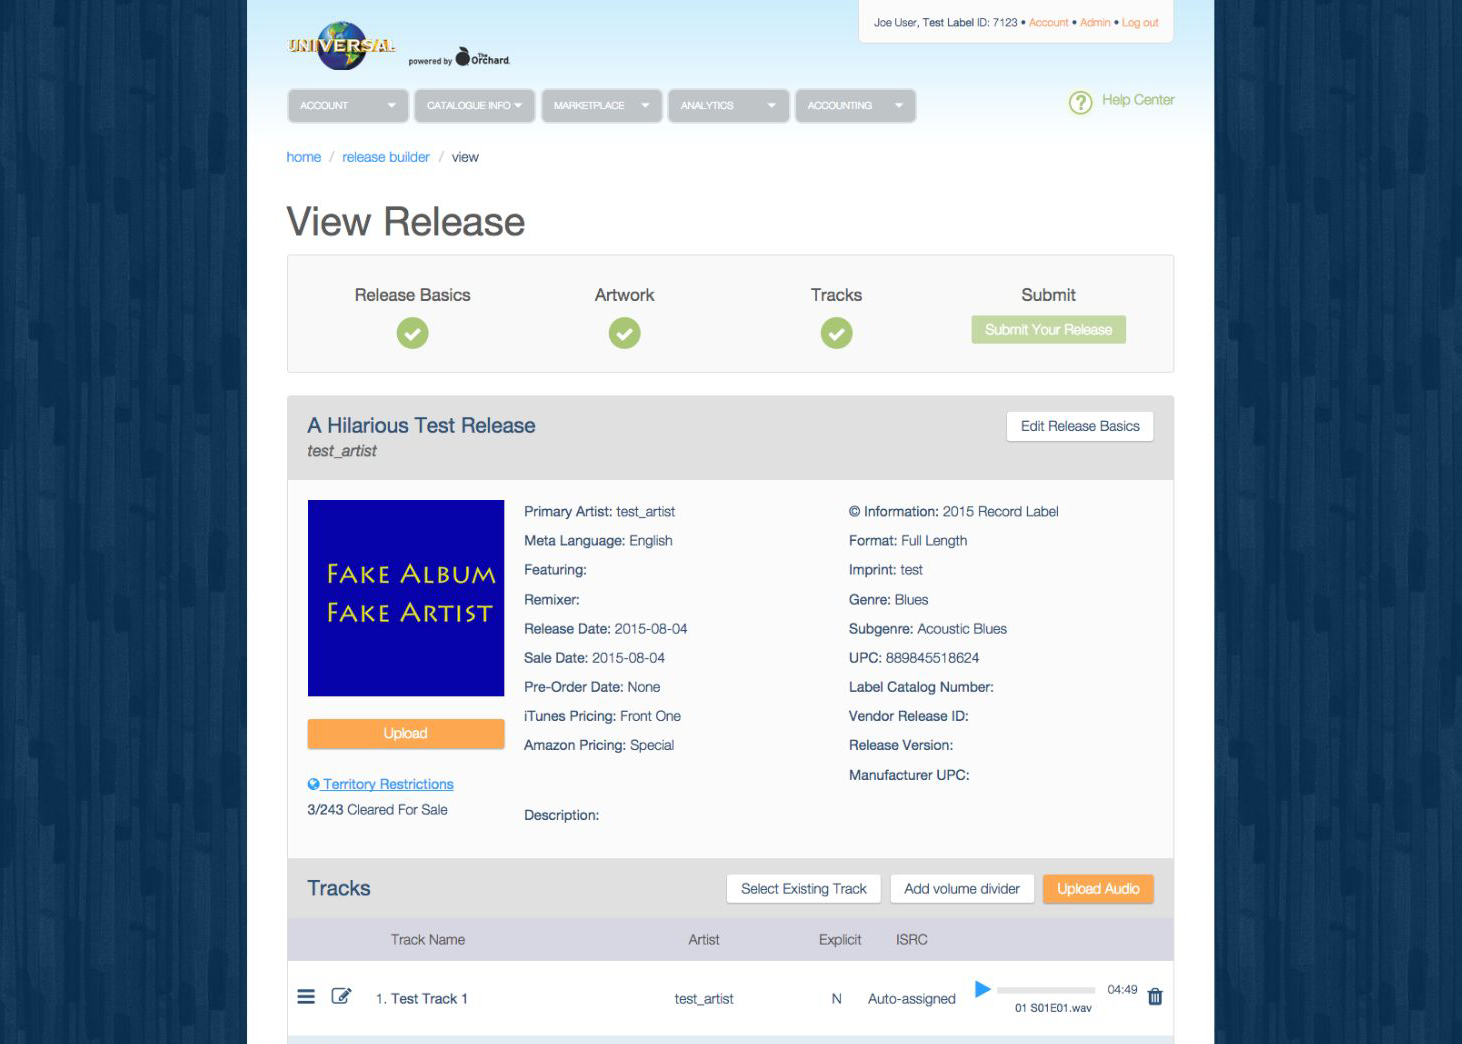 Joe User, Test Label ID: 7123 • Account • Admin • Log out
UNIVERSAL
powered by The Orchard.
ACCOUNT CATALOGUE INFO MARKETPLACE ANALYTICS ACCOUNTING
? Help Center
home / release builder / view
View Release
Release Basics Artwork Tracks Submit
Submit Your Release
A Hilarious Test Release
Edit Release Basics
test_artist
FAKE ALBUM
FAKE ARTIST
Upload
Territory Restrictions
3/243 Cleared For Sale
Primary Artist: test_artist
Meta Language: English
Featuring:
Remixer:
Release Date: 2015-08-04
Sale Date: 2015-08-04
Pre-Order Date: None
iTunes Pricing: Front One
Amazon Pricing: Special
Description:
© Information: 2015 Record Label
Format: Full Length
Imprint: test
Genre: Blues
Subgenre: Acoustic Blues
UPC: 889845518624
Label Catalog Number:
Vendor Release ID:
Release Version:
Manufacturer UPC:
Tracks
Select Existing Track Add volume divider Upload Audio
Track Name Artist Explicit ISRC
1. Test Track 1 test_artist N Auto-assigned 04:49
01 S01E01.wav